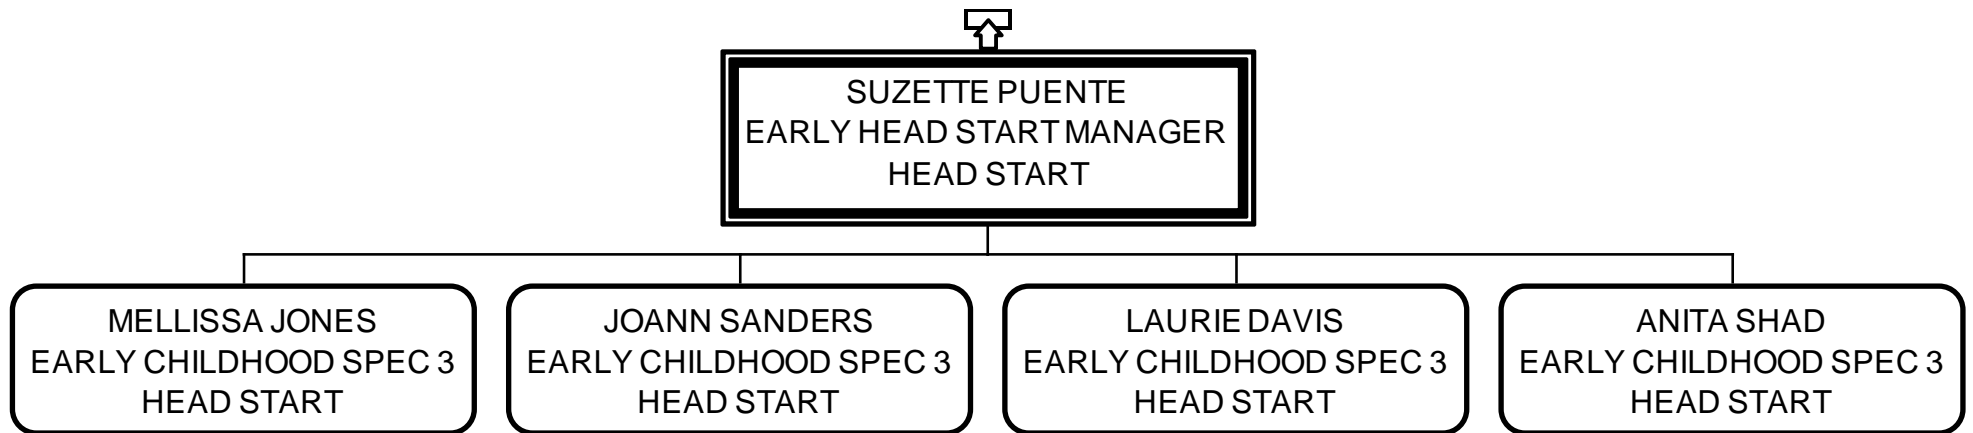 SUZETTE PUENTE
EARLY HEAD START MANAGER
HEAD START
MELLISSA JONES
EARLY CHILDHOOD SPEC 3
HEAD START
JOANN SANDERS
EARLY CHILDHOOD SPEC 3
HEAD START
LAURIE DAVIS
EARLY CHILDHOOD SPEC 3
HEAD START
ANITA SHAD
EARLY CHILDHOOD SPEC 3
HEAD START